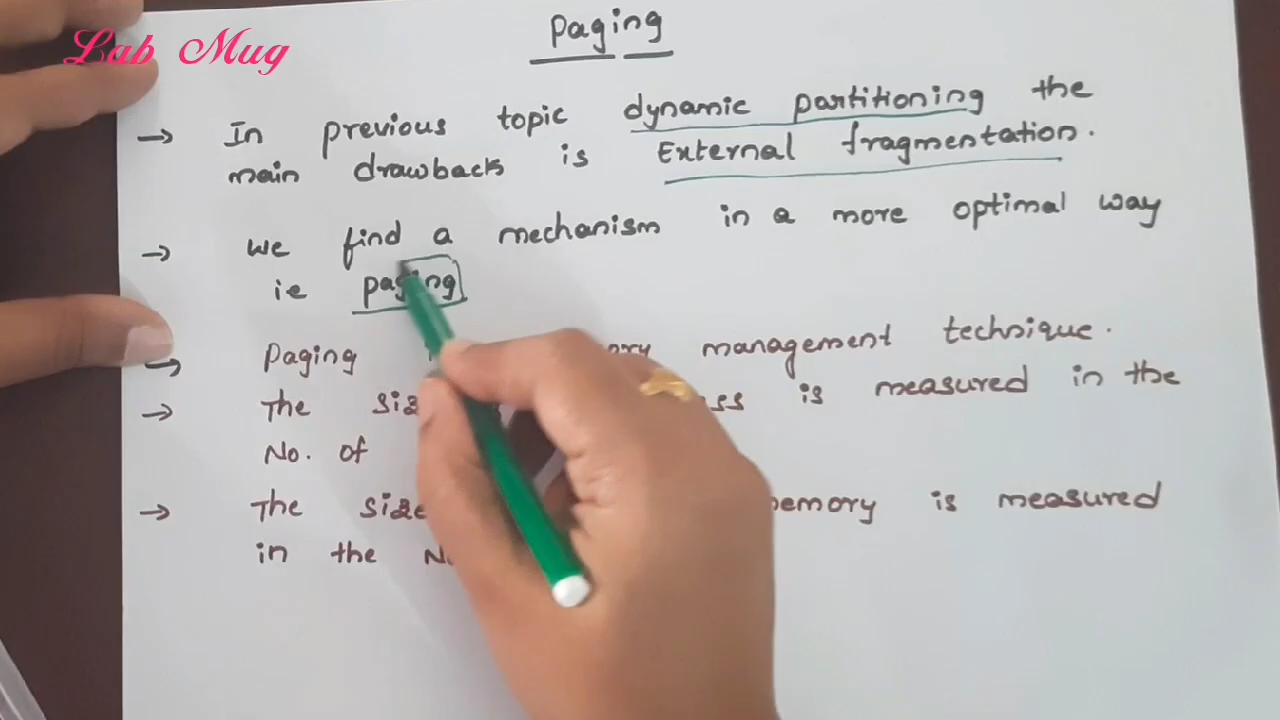 Lab Mug
Paging
→ In previous topic dynamic partitioning the
main drawback is External fragmentation.
→ We find a mechanism in a more optimal way
ie paging
→ Paging management technique.
→ The is measured in the
No. of
→ The size memory is measured
in the